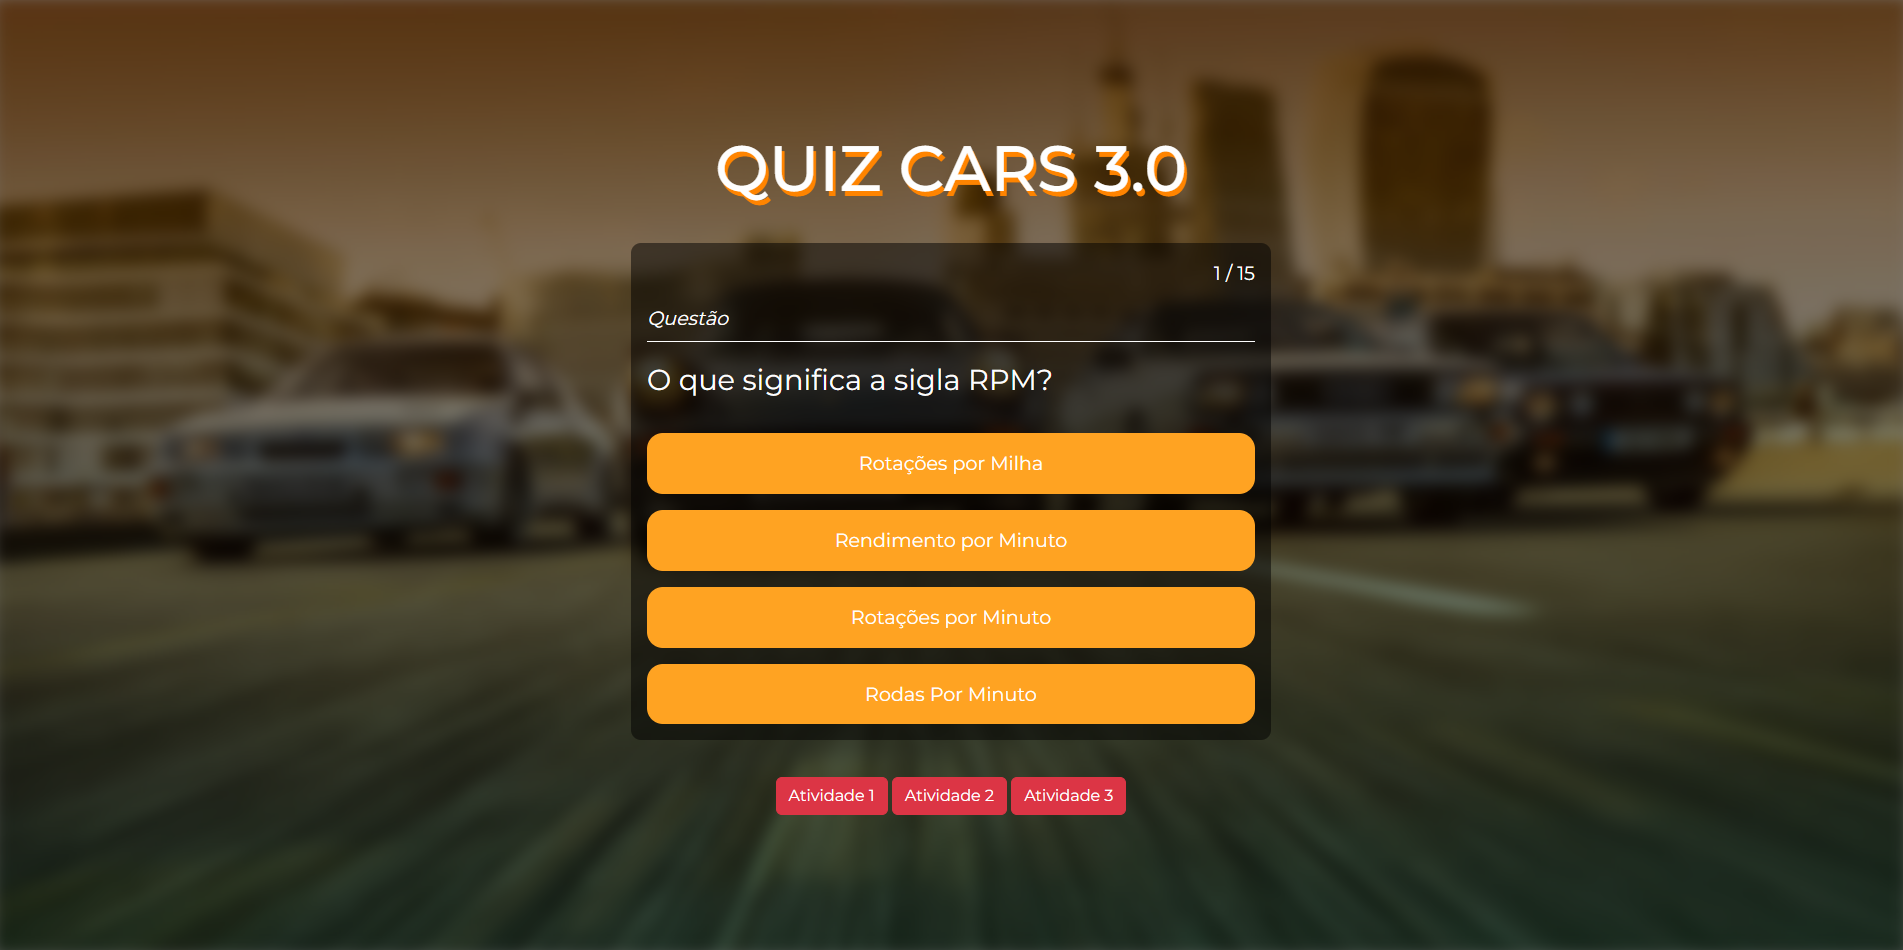 QUIZ CARS 3.0
1 / 15
Questão
O que significa a sigla RPM?
Rotações por Milha
Rendimento por Minuto
Rotações por Minuto
Rodas Por Minuto
Atividade 1 Atividade 2 Atividade 3